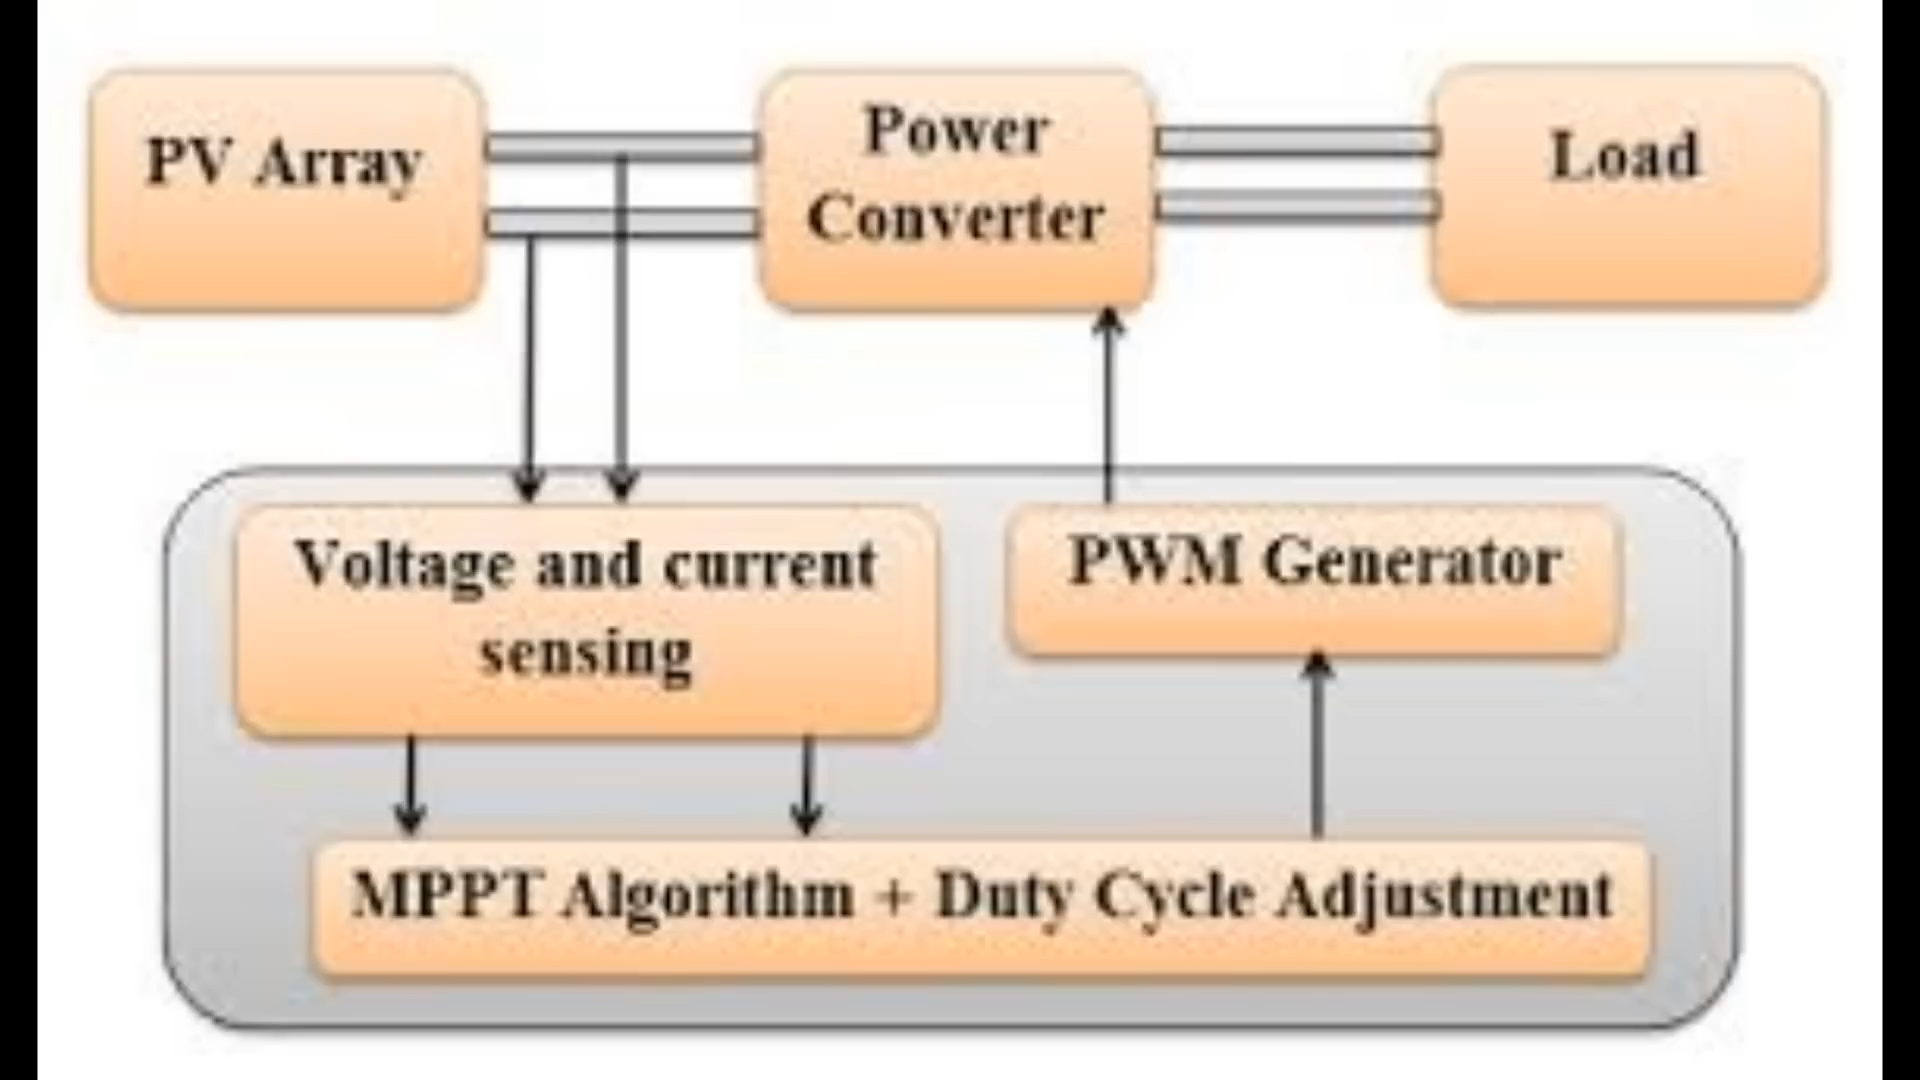 PV Array
Power
Converter
Load
Voltage and current
sensing
PWM Generator
MPPT Algorithm + Duty Cycle Adjustment